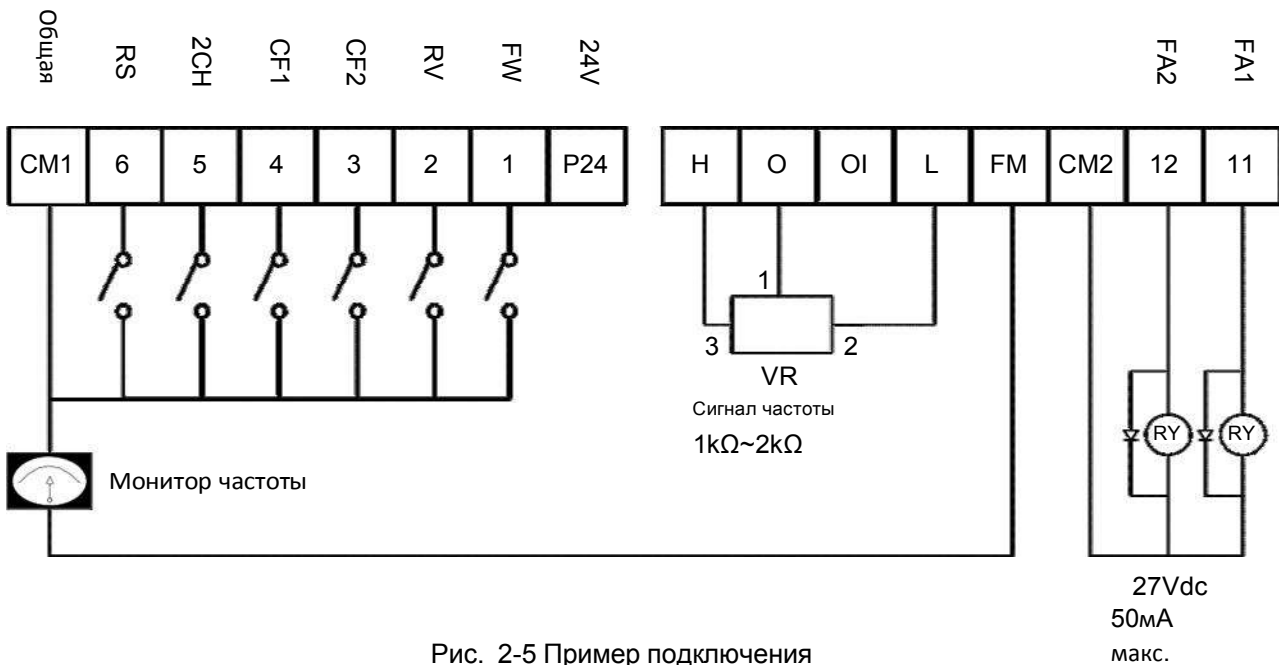 Общая RS 2CH CF1 CF2 RV FW 24V FA2 FA1
CM1 6 5 4 3 2 1 P24 H O OI L FM CM2 12 11
1
3 2
VR
Сигнал частоты
1kΩ~2kΩ
RY RY
Монитор частоты
27Vdc
50мА
макс.
Рис. 2-5 Пример подключения